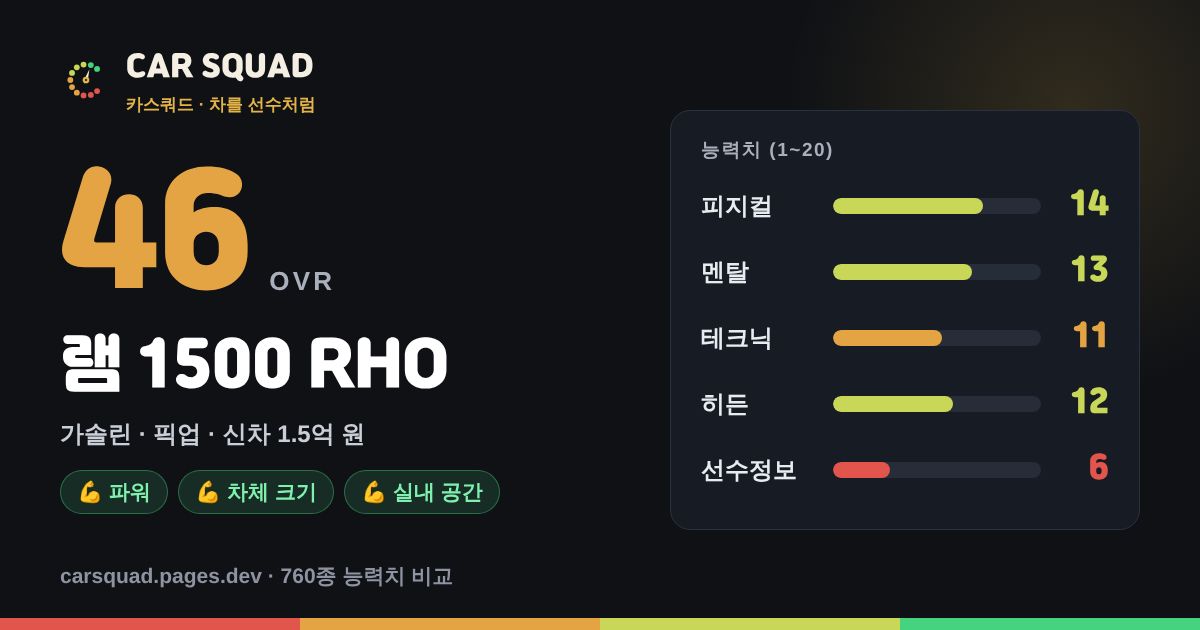 CAR SQUAD
카스쿼드 · 차를 선수처럼
46 OVR
램 1500 RHO
가솔린 · 픽업 · 신차 1.5억 원
💪 파워 💪 차체 크기 💪 실내 공간
carsquad.pages.dev · 760종 능력치 비교
능력치 (1~20)
피지컬 14
멘탈 13
테크닉 11
히든 12
선수정보 6